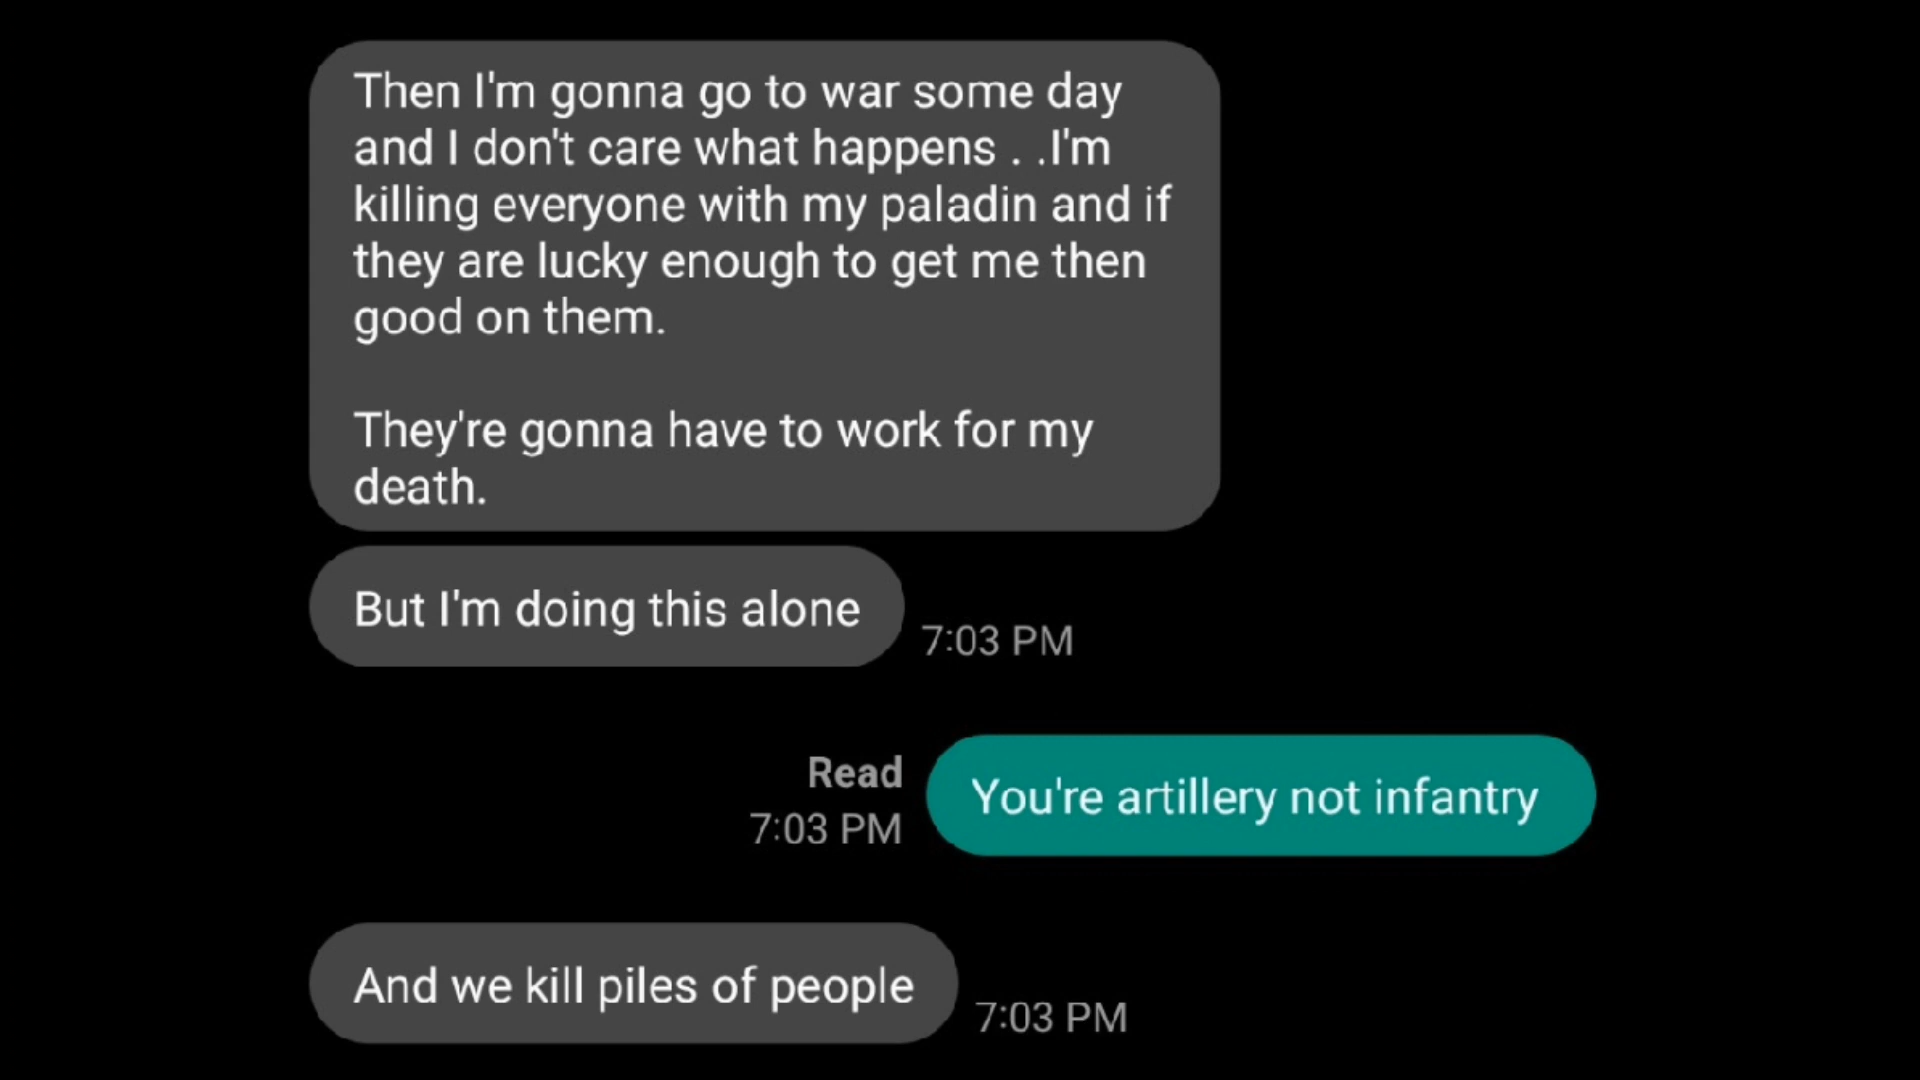 Then I'm gonna go to war some day
and I don't care what happens . .I'm
killing everyone with my paladin and if
they are lucky enough to get me then
good on them.
They're gonna have to work for my
death.
But I'm doing this alone
7:03 PM
Read
7:03 PM
You're artillery not infantry
And we kill piles of people
7:03 PM